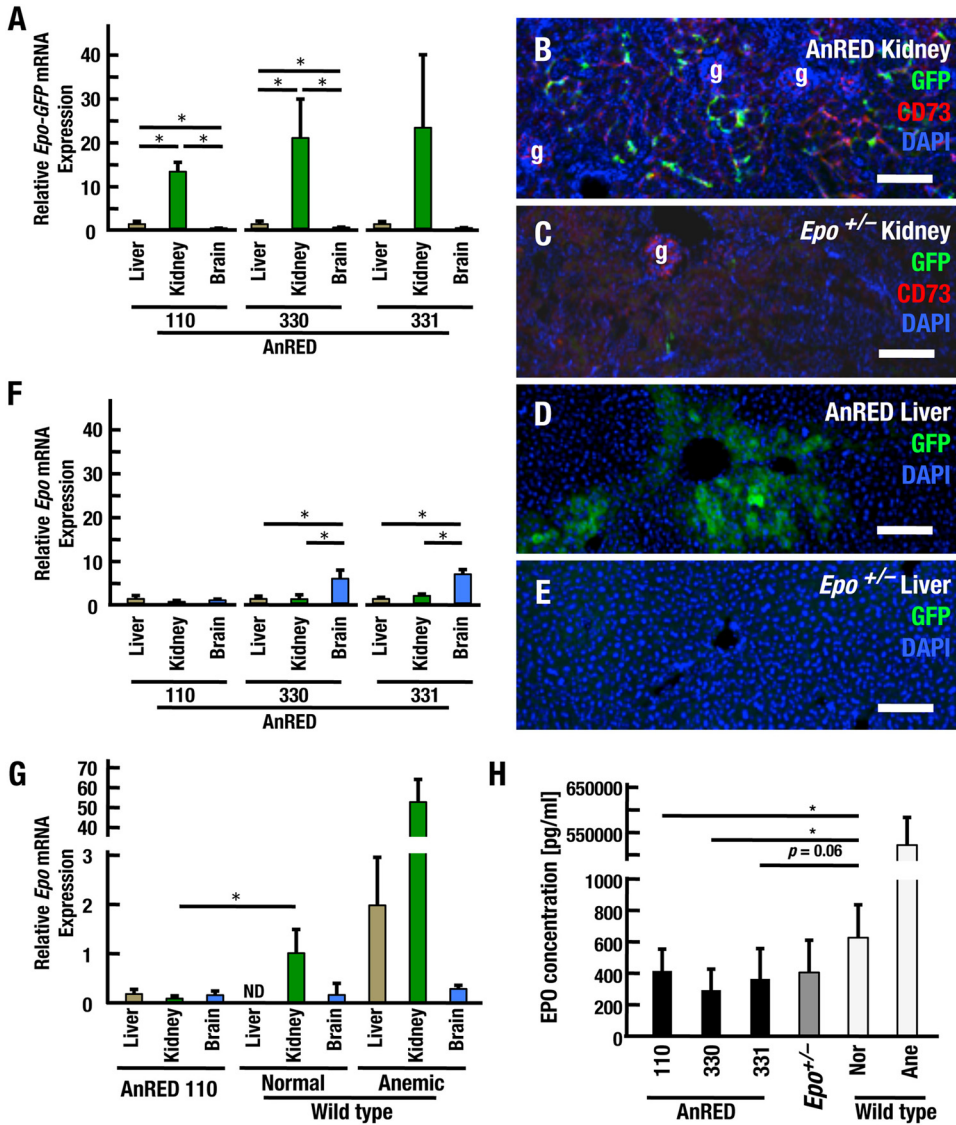 A
Relative Epo-GFP mRNA
Expression
40
30
20
10
0
* * * * * *
Liver Kidney Brain Liver Kidney Brain Liver Kidney Brain
110 330 331
AnRED
B
AnRED Kidney
GFP
CD73
DAPI
g g g
C
Epo +/– Kidney
GFP
CD73
DAPI
g
D
AnRED Liver
GFP
DAPI
E
Epo +/– Liver
GFP
DAPI
F
Relative Epo mRNA
Expression
40
30
20
10
0
* * * *
Liver Kidney Brain Liver Kidney Brain Liver Kidney Brain
110 330 331
AnRED
G
Relative Epo mRNA
Expression
70
60
50
40
3
2
1
0
*
ND
Liver Kidney Brain Liver Kidney Brain Liver Kidney Brain
AnRED 110 Normal Anemic
Wild type
H
EPO concentration [pg/ml]
650000
550000
1000
800
600
400
200
0
*
*
p = 0.06
110 330 331 Epo+/– Nor Ane
AnRED Wild type